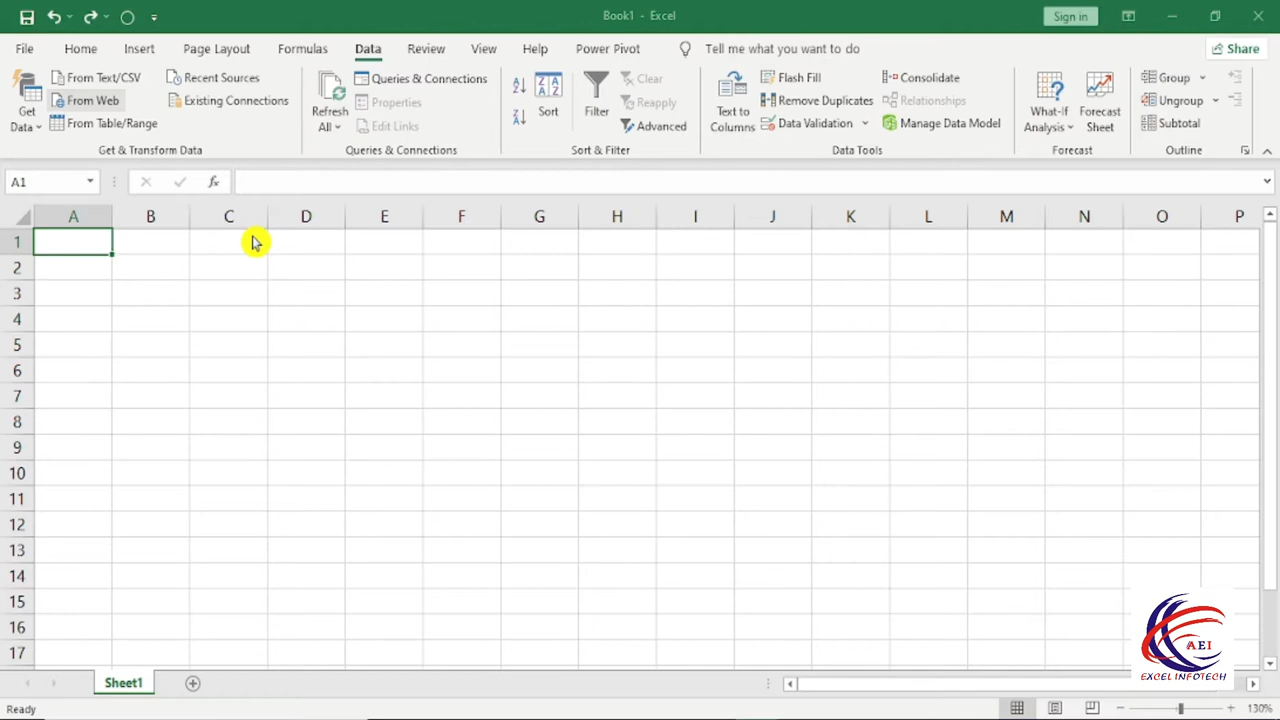 Book1 - Excel
Sign in
File Home Insert Page Layout Formulas Data Review View Help Power Pivot Tell me what you want to do Share
Get Data
From Text/CSV
From Web
From Table/Range
Recent Sources
Existing Connections
Get & Transform Data
Refresh All
Queries & Connections
Properties
Edit Links
Queries & Connections
Sort
Filter
Clear
Reapply
Advanced
Sort & Filter
Text to Columns
Flash Fill
Remove Duplicates
Data Validation
Consolidate
Relationships
Manage Data Model
Data Tools
What-If Analysis
Forecast Sheet
Forecast
Group
Ungroup
Subtotal
Outline
A1
fx
A B C D E F G H I J K L M N O P
1
2
3
4
5
6
7
8
9
10
11
12
13
14
15
16
17
AEI
EXCEL INFOTECH
Sheet1
Ready
130%